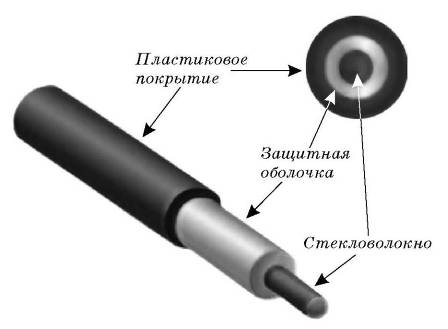 Пластиковое
покрытие
Защитная
оболочка
Стекловолокно